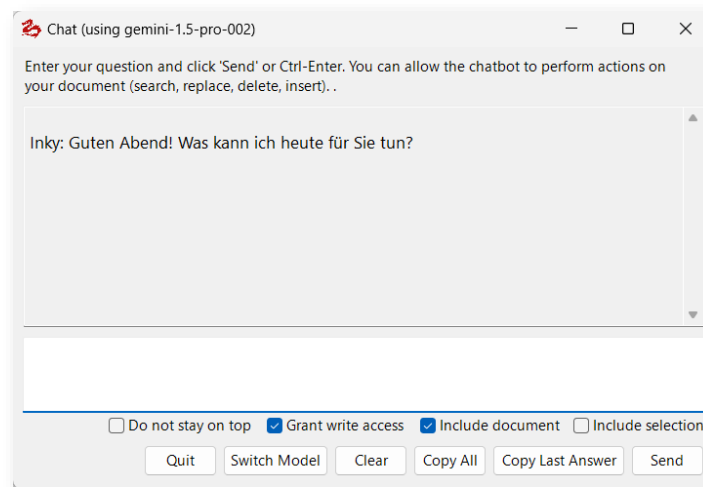 Chat (using gemini-1.5-pro-002)
Enter your question and click 'Send' or Ctrl-Enter. You can allow the chatbot to perform actions on
your document (search, replace, delete, insert). .
Inky: Guten Abend! Was kann ich heute für Sie tun?
Do not stay on top Grant write access Include document Include selection
Quit Switch Model Clear Copy All Copy Last Answer Send